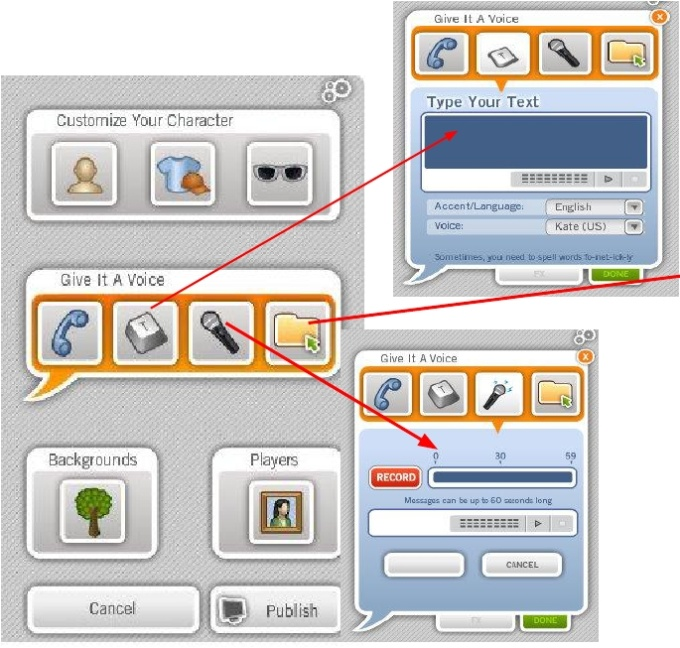 Customize Your Character
Give It A Voice
Backgrounds
Players
Cancel
Publish
Give It A Voice
Type Your Text
Accent/Language:
English
Voice:
Kate (US)
Sometimes, you need to spell words fo-net-ick-ly
FX
DONE
Give It A Voice
0
30
59
RECORD
Messages can be up to 60 seconds long
CANCEL
FX
DONE